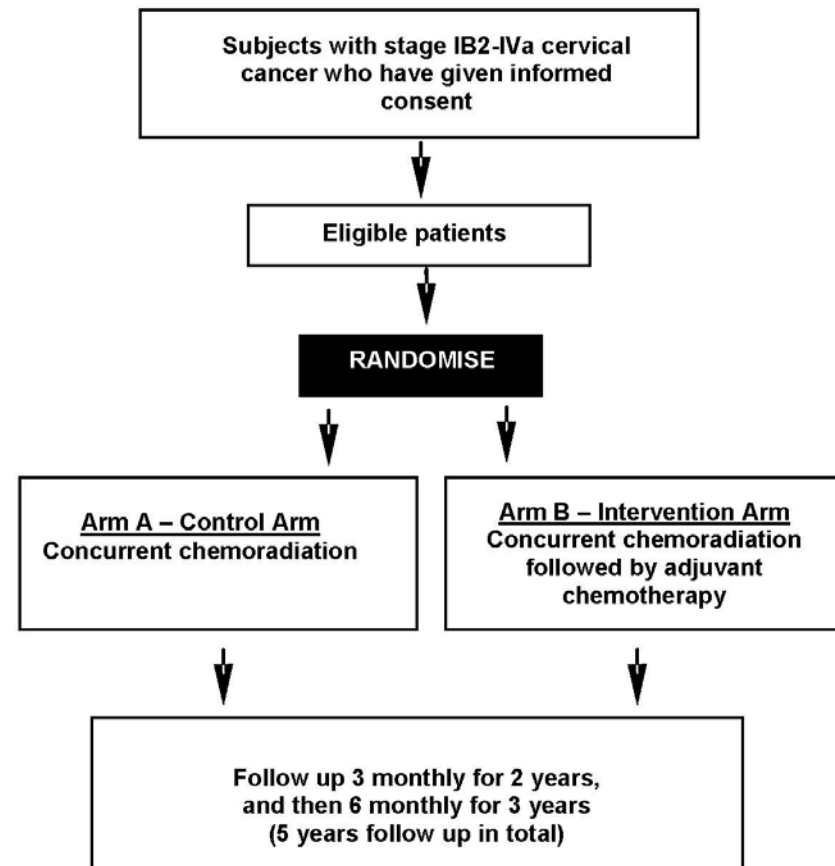 Subjects with stage IB2-IVa cervical
cancer who have given informed
consent
Eligible patients
RANDOMISE
Arm A – Control Arm
Concurrent chemoradiation
Arm B – Intervention Arm
Concurrent chemoradiation
followed by adjuvant
chemotherapy
Follow up 3 monthly for 2 years,
and then 6 monthly for 3 years
(5 years follow up in total)